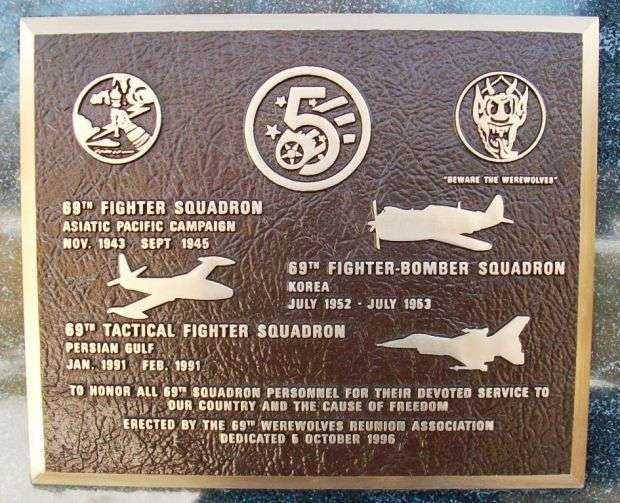 5
"BEWARE THE WEREWOLVES"
69TH FIGHTER SQUADRON
ASIATIC PACIFIC CAMPAIGN
NOV. 1943 SEPT 1945
69TH FIGHTER-BOMBER SQUADRON
KOREA
JULY 1952 - JULY 1953
69TH TACTICAL FIGHTER SQUADRON
PERSIAN GULF
JAN. 1991 FEB. 1991
TO HONOR ALL 69TH SQUADRON PERSONNEL FOR THEIR DEVOTED SERVICE TO
OUR COUNTRY AND THE CAUSE OF FREEDOM
ERECTED BY THE 69TH WEREWOLVES REUNION ASSOCIATION
DEDICATED 5 OCTOBER 1996